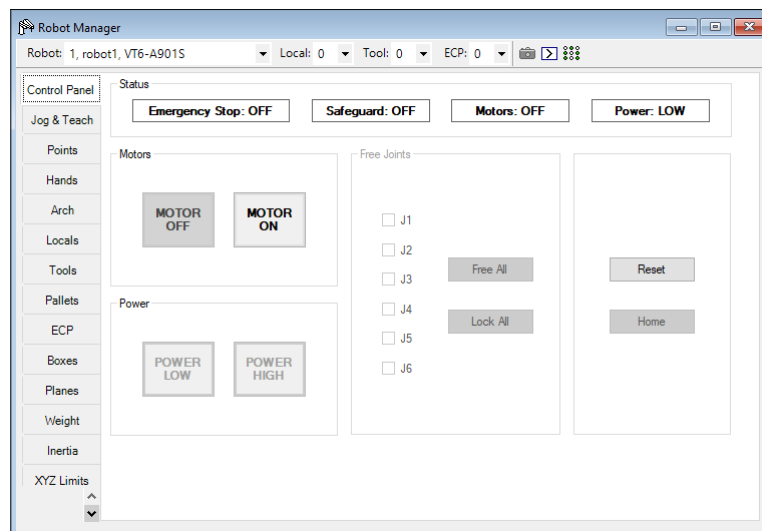 Robot Manager
Robot: 1, robot1, VT6-A901S Local: 0 Tool: 0 ECP: 0
Control Panel
Jog & Teach
Points
Hands
Arch
Locals
Tools
Pallets
ECP
Boxes
Planes
Weight
Inertia
XYZ Limits
Status
Emergency Stop: OFF Safeguard: OFF Motors: OFF Power: LOW
Motors
MOTOR
OFF
MOTOR
ON
Power
POWER
LOW
POWER
HIGH
Free Joints
J1
J2
J3
J4
J5
J6
Free All
Lock All
Reset
Home